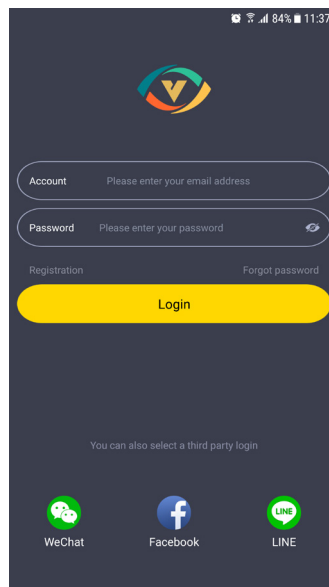 84% 11:37
V
Account Please enter your email address
Password Please enter your password
Registration Forgot password
Login
You can also select a third party login
LINE
WeChat Facebook LINE